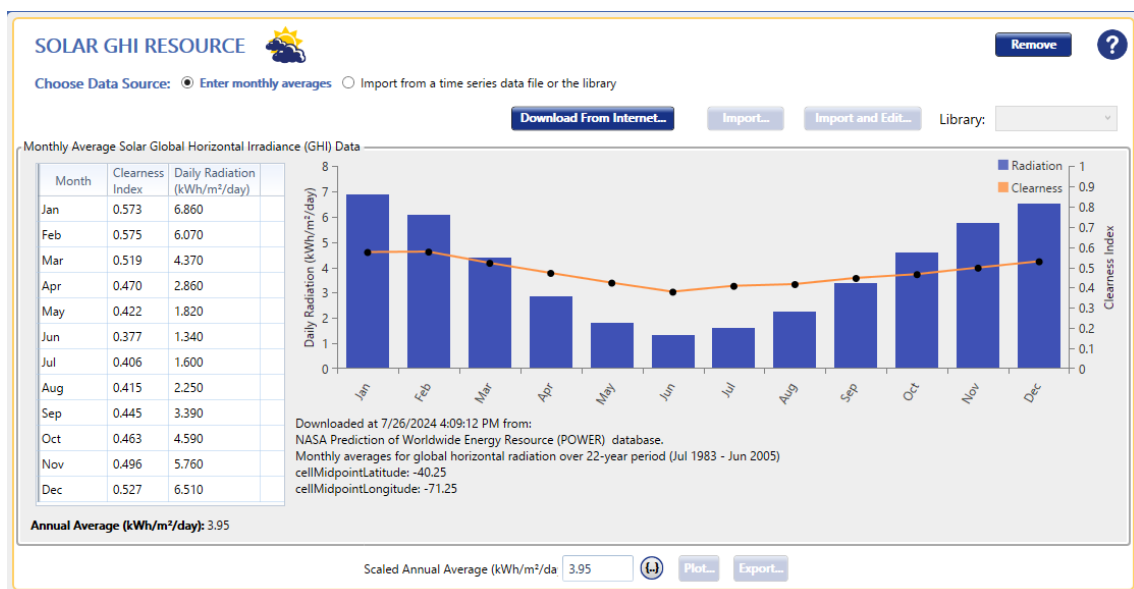 SOLAR GHI RESOURCE
Remove
?
Choose Data Source: Enter monthly averages Import from a time series data file or the library
Download From Internet... Import... Import and Edit... Library:
Monthly Average Solar Global Horizontal Irradiance (GHI) Data
Month Clearness Index Daily Radiation (kWh/m²/day)
Jan 0.573 6.860
Feb 0.575 6.070
Mar 0.519 4.370
Apr 0.470 2.860
May 0.422 1.820
Jun 0.377 1.340
Jul 0.406 1.600
Aug 0.415 2.250
Sep 0.445 3.390
Oct 0.463 4.590
Nov 0.496 5.760
Dec 0.527 6.510
Annual Average (kWh/m²/day): 3.95
Daily Radiation (kWh/m²/day)
8
7
6
5
4
3
2
1
0
Radiation
Clearness
1
0.9
0.8
0.7
0.6
0.5
0.4
0.3
0.2
0.1
0
Clearness Index
Jan Feb Mar Apr May Jun Jul Aug Sep Oct Nov Dec
Downloaded at 7/26/2024 4:09:12 PM from:
NASA Prediction of Worldwide Energy Resource (POWER) database.
Monthly averages for global horizontal radiation over 22-year period (Jul 1983 - Jun 2005)
cellMidpointLatitude: -40.25
cellMidpointLongitude: -71.25
Scaled Annual Average (kWh/m²/da 3.95 {..} Plot... Export...